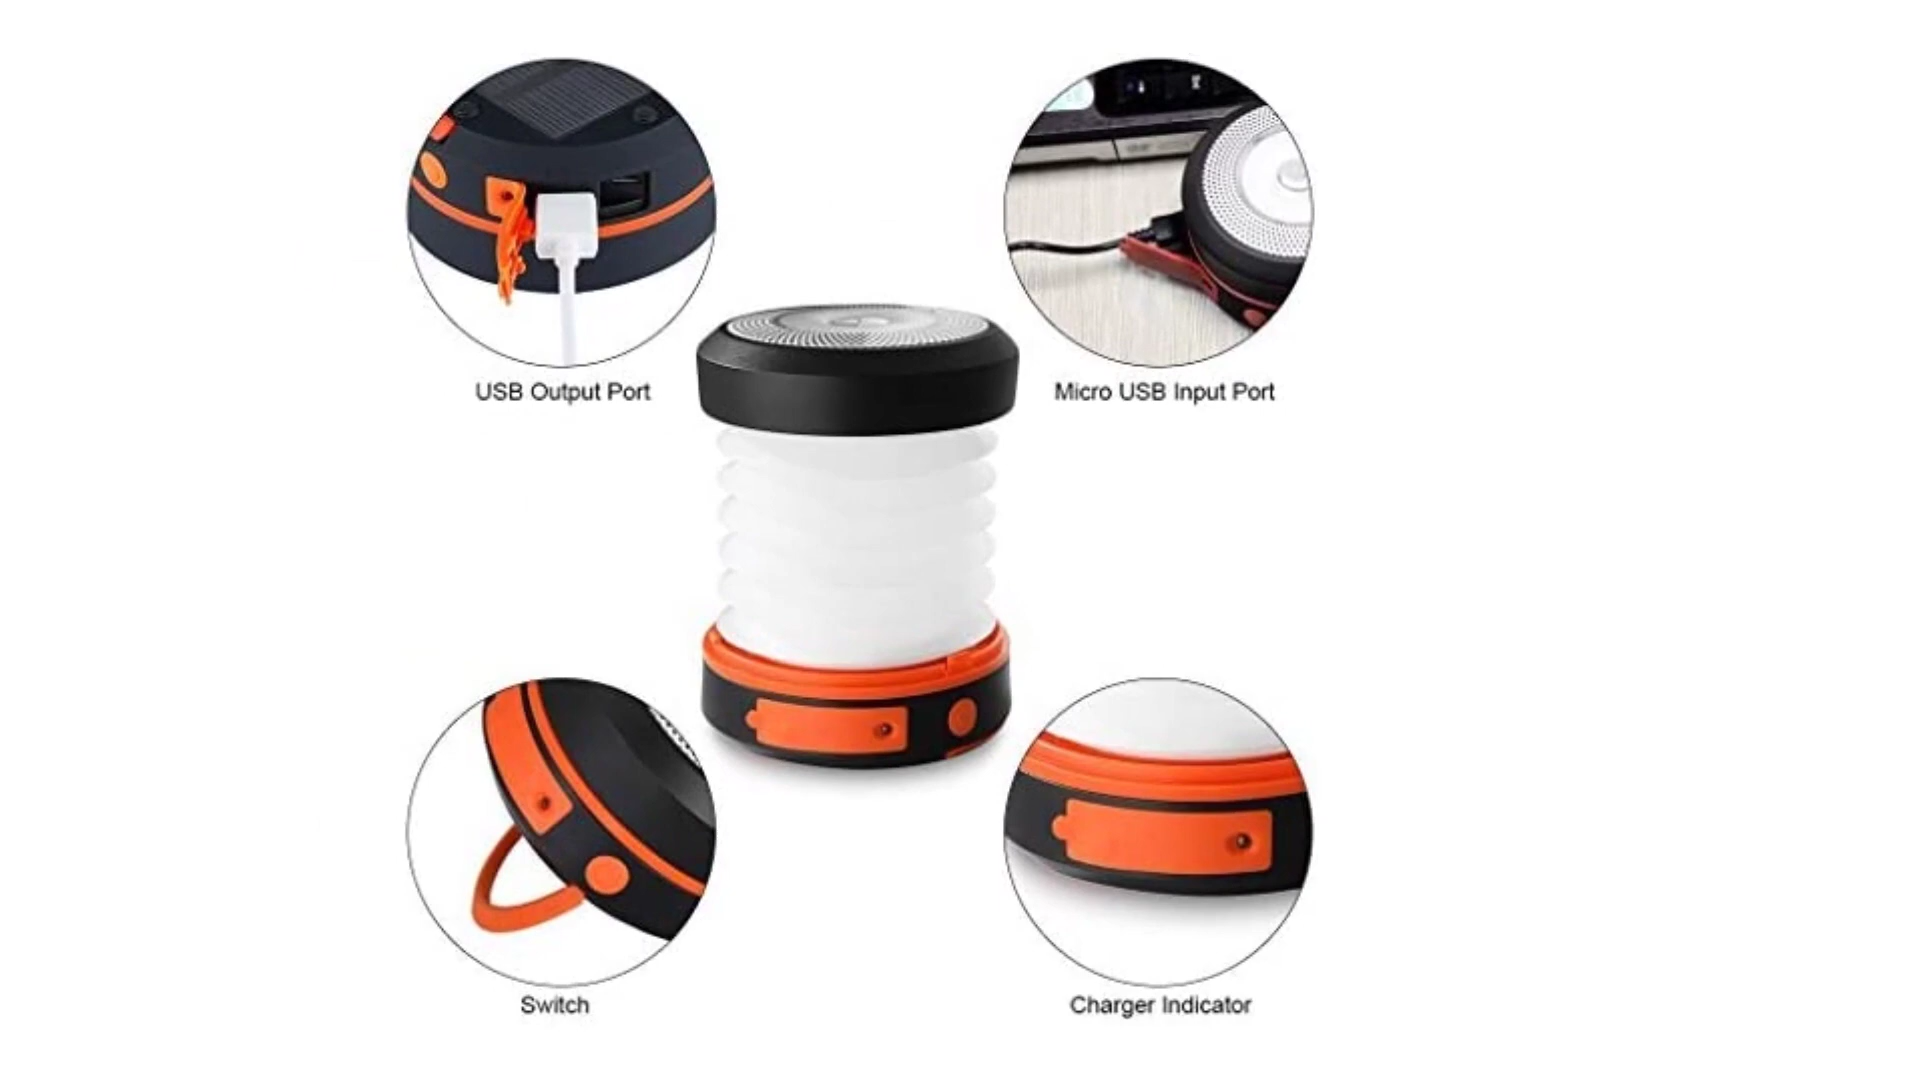 USB Output Port
Micro USB Input Port
Switch
Charger Indicator